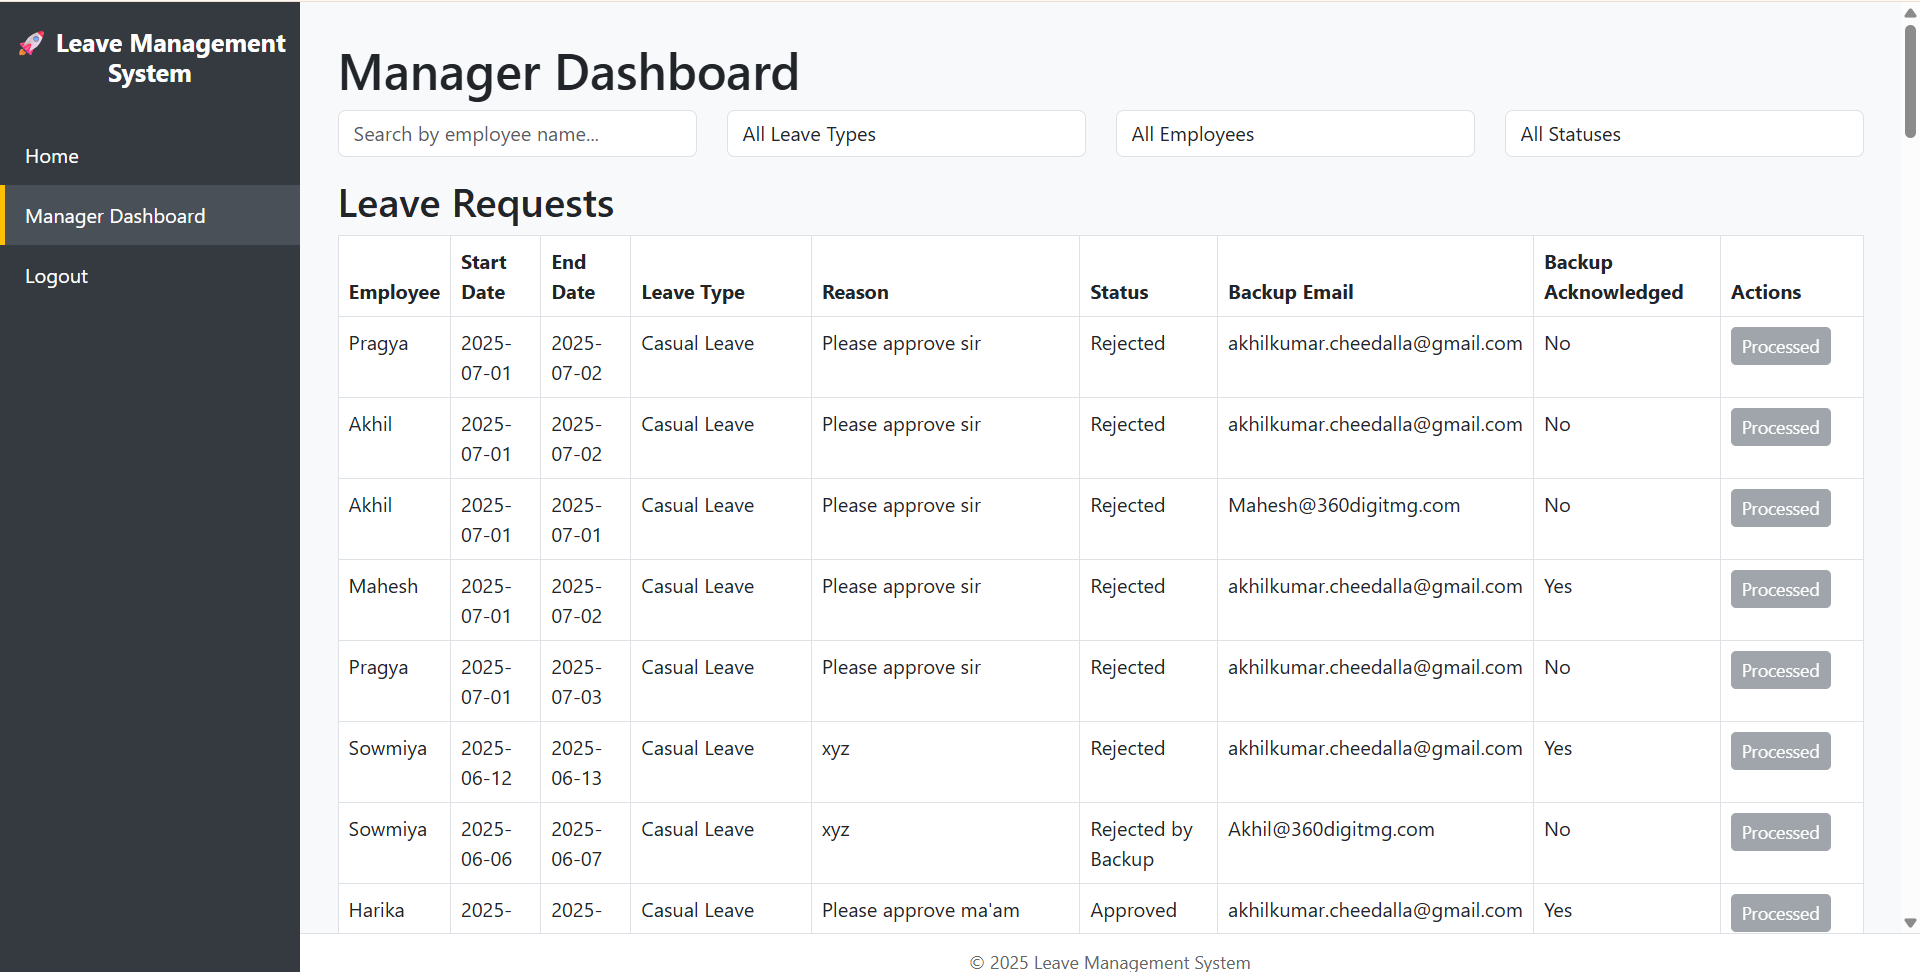 🚀 Leave Management
System
Home
Manager Dashboard
Logout
Manager Dashboard
Search by employee name...
All Leave Types
All Employees
All Statuses
Leave Requests
Employee Start Date End Date Leave Type Reason Status Backup Email Backup Acknowledged Actions
Pragya 2025-07-01 2025-07-02 Casual Leave Please approve sir Rejected akhilkumar.cheedalla@gmail.com No Processed
Akhil 2025-07-01 2025-07-02 Casual Leave Please approve sir Rejected akhilkumar.cheedalla@gmail.com No Processed
Akhil 2025-07-01 2025-07-01 Casual Leave Please approve sir Rejected Mahesh@360digitmg.com No Processed
Mahesh 2025-07-01 2025-07-02 Casual Leave Please approve sir Rejected akhilkumar.cheedalla@gmail.com Yes Processed
Pragya 2025-07-01 2025-07-03 Casual Leave Please approve sir Rejected akhilkumar.cheedalla@gmail.com No Processed
Sowmiya 2025-06-12 2025-06-13 Casual Leave xyz Rejected akhilkumar.cheedalla@gmail.com Yes Processed
Sowmiya 2025-06-06 2025-06-07 Casual Leave xyz Rejected by Backup Akhil@360digitmg.com No Processed
Harika 2025- 2025- Casual Leave Please approve ma'am Approved akhilkumar.cheedalla@gmail.com Yes Processed
© 2025 Leave Management System